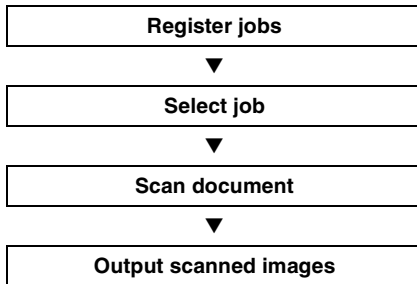 Register jobs
Select job
Scan document
Output scanned images